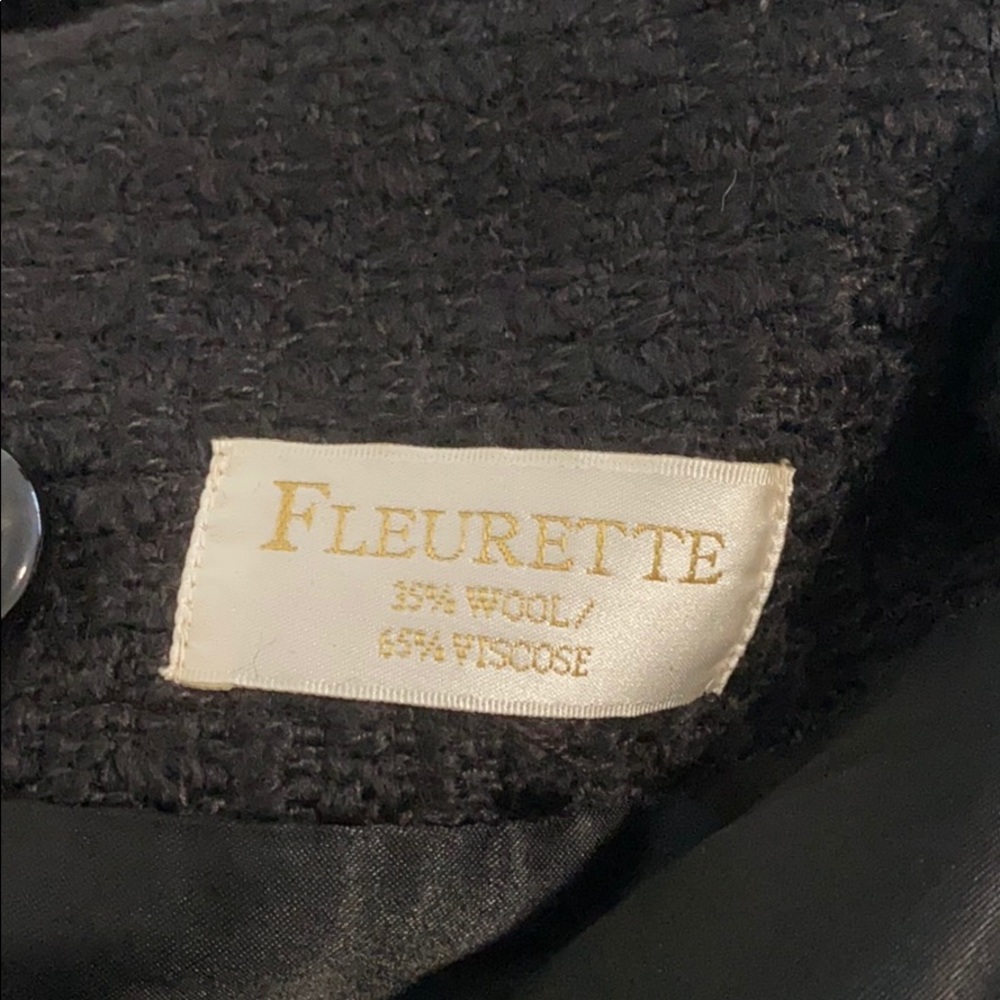 FLEURETTE
35% WOOL/
65% VISCOSE